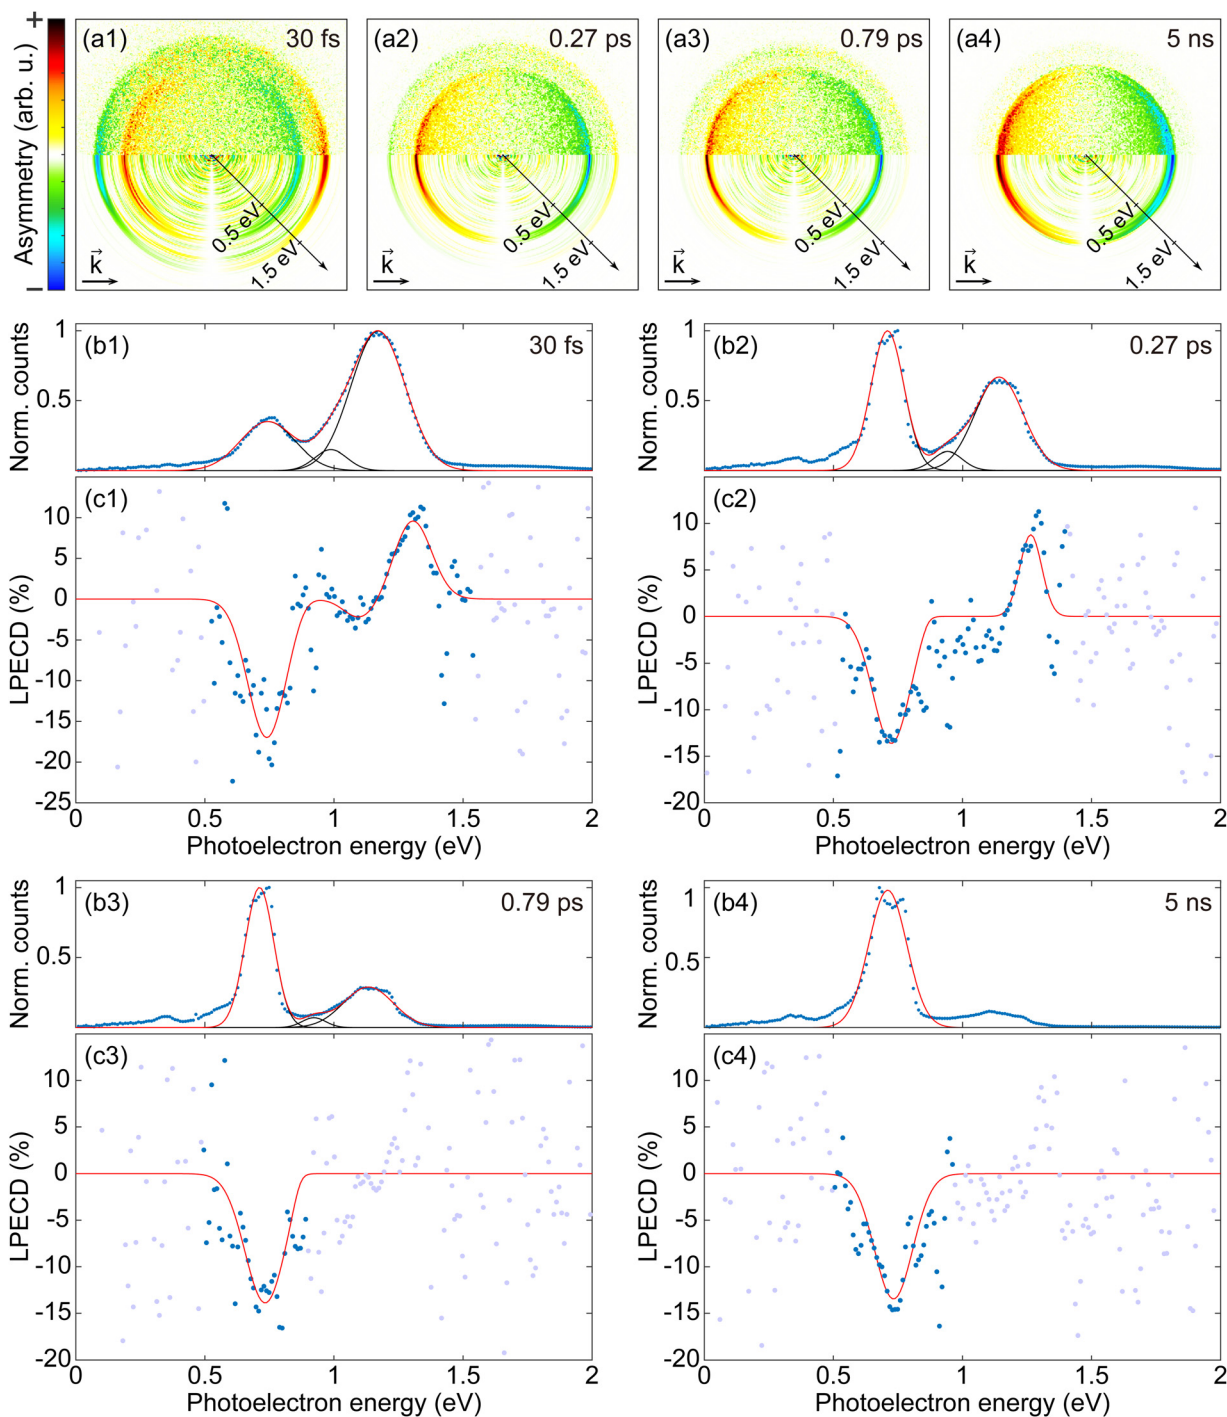 +
Asymmetry (arb. u.)
−
(a1) 30 fs
0.5 eV
1.5 eV
k⃗
(a2) 0.27 ps
0.5 eV
1.5 eV
k⃗
(a3) 0.79 ps
0.5 eV
1.5 eV
k⃗
(a4) 5 ns
0.5 eV
1.5 eV
k⃗
Norm. counts
1
0.5
(b1) 30 fs
LPECD (%)
10
5
0
-5
-10
-15
-20
-25
(c1)
0 0.5 1 1.5 2
Photoelectron energy (eV)
Norm. counts
1
0.5
(b2) 0.27 ps
LPECD (%)
10
5
0
-5
-10
-15
-20
(c2)
0 0.5 1 1.5 2
Photoelectron energy (eV)
Norm. counts
1
0.5
(b3) 0.79 ps
LPECD (%)
10
5
0
-5
-10
-15
-20
(c3)
0 0.5 1 1.5 2
Photoelectron energy (eV)
Norm. counts
1
0.5
(b4) 5 ns
LPECD (%)
10
5
0
-5
-10
-15
-20
(c4)
0 0.5 1 1.5 2
Photoelectron energy (eV)